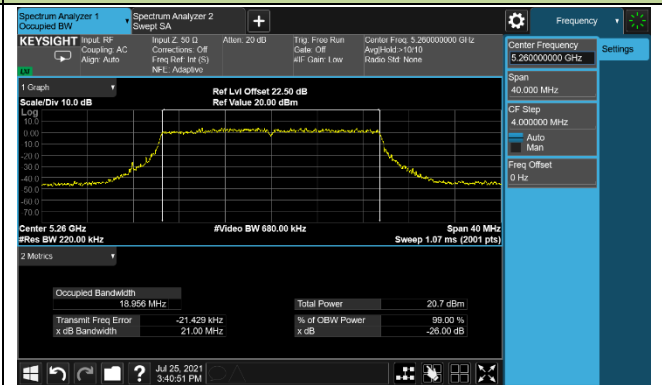 Spectrum Analyzer 1
Occupied BW
Spectrum Analyzer 2
Swept SA
Frequency
KEYSIGHT
Input: RF
Coupling: AC
Align: Auto
Input Z: 50 Ω
Corrections: Off
Freq Ref: Int (S)
NFE: Adaptive
Atten: 20 dB
Trig: Free Run
Gate: Off
#IF Gain: Low
Center Freq: 5.260000000 GHz
Avg|Hold:>10/10
Radio Std: None
Center Frequency
5.260000000 GHz
Settings
Span
40.000 MHz
CF Step
4.000000 MHz
Auto
Man
Freq Offset
0 Hz
1 Graph
Scale/Div 10.0 dB
Ref Lvl Offset 22.50 dB
Ref Value 20.00 dBm
Log
10.0
0.00
-10.0
-20.0
-30.0
-40.0
-50.0
-60.0
-70.0
Center 5.26 GHz
#Video BW 680.00 kHz
Span 40 MHz
#Res BW 220.00 kHz
Sweep 1.07 ms (2001 pts)
2 Metrics
Occupied Bandwidth
18.956 MHz
Total Power
20.7 dBm
Transmit Freq Error
-21.429 kHz
% of OBW Power
99.00 %
x dB Bandwidth
21.00 MHz
x dB
-26.00 dB
Jul 25, 2021
3:40:51 PM